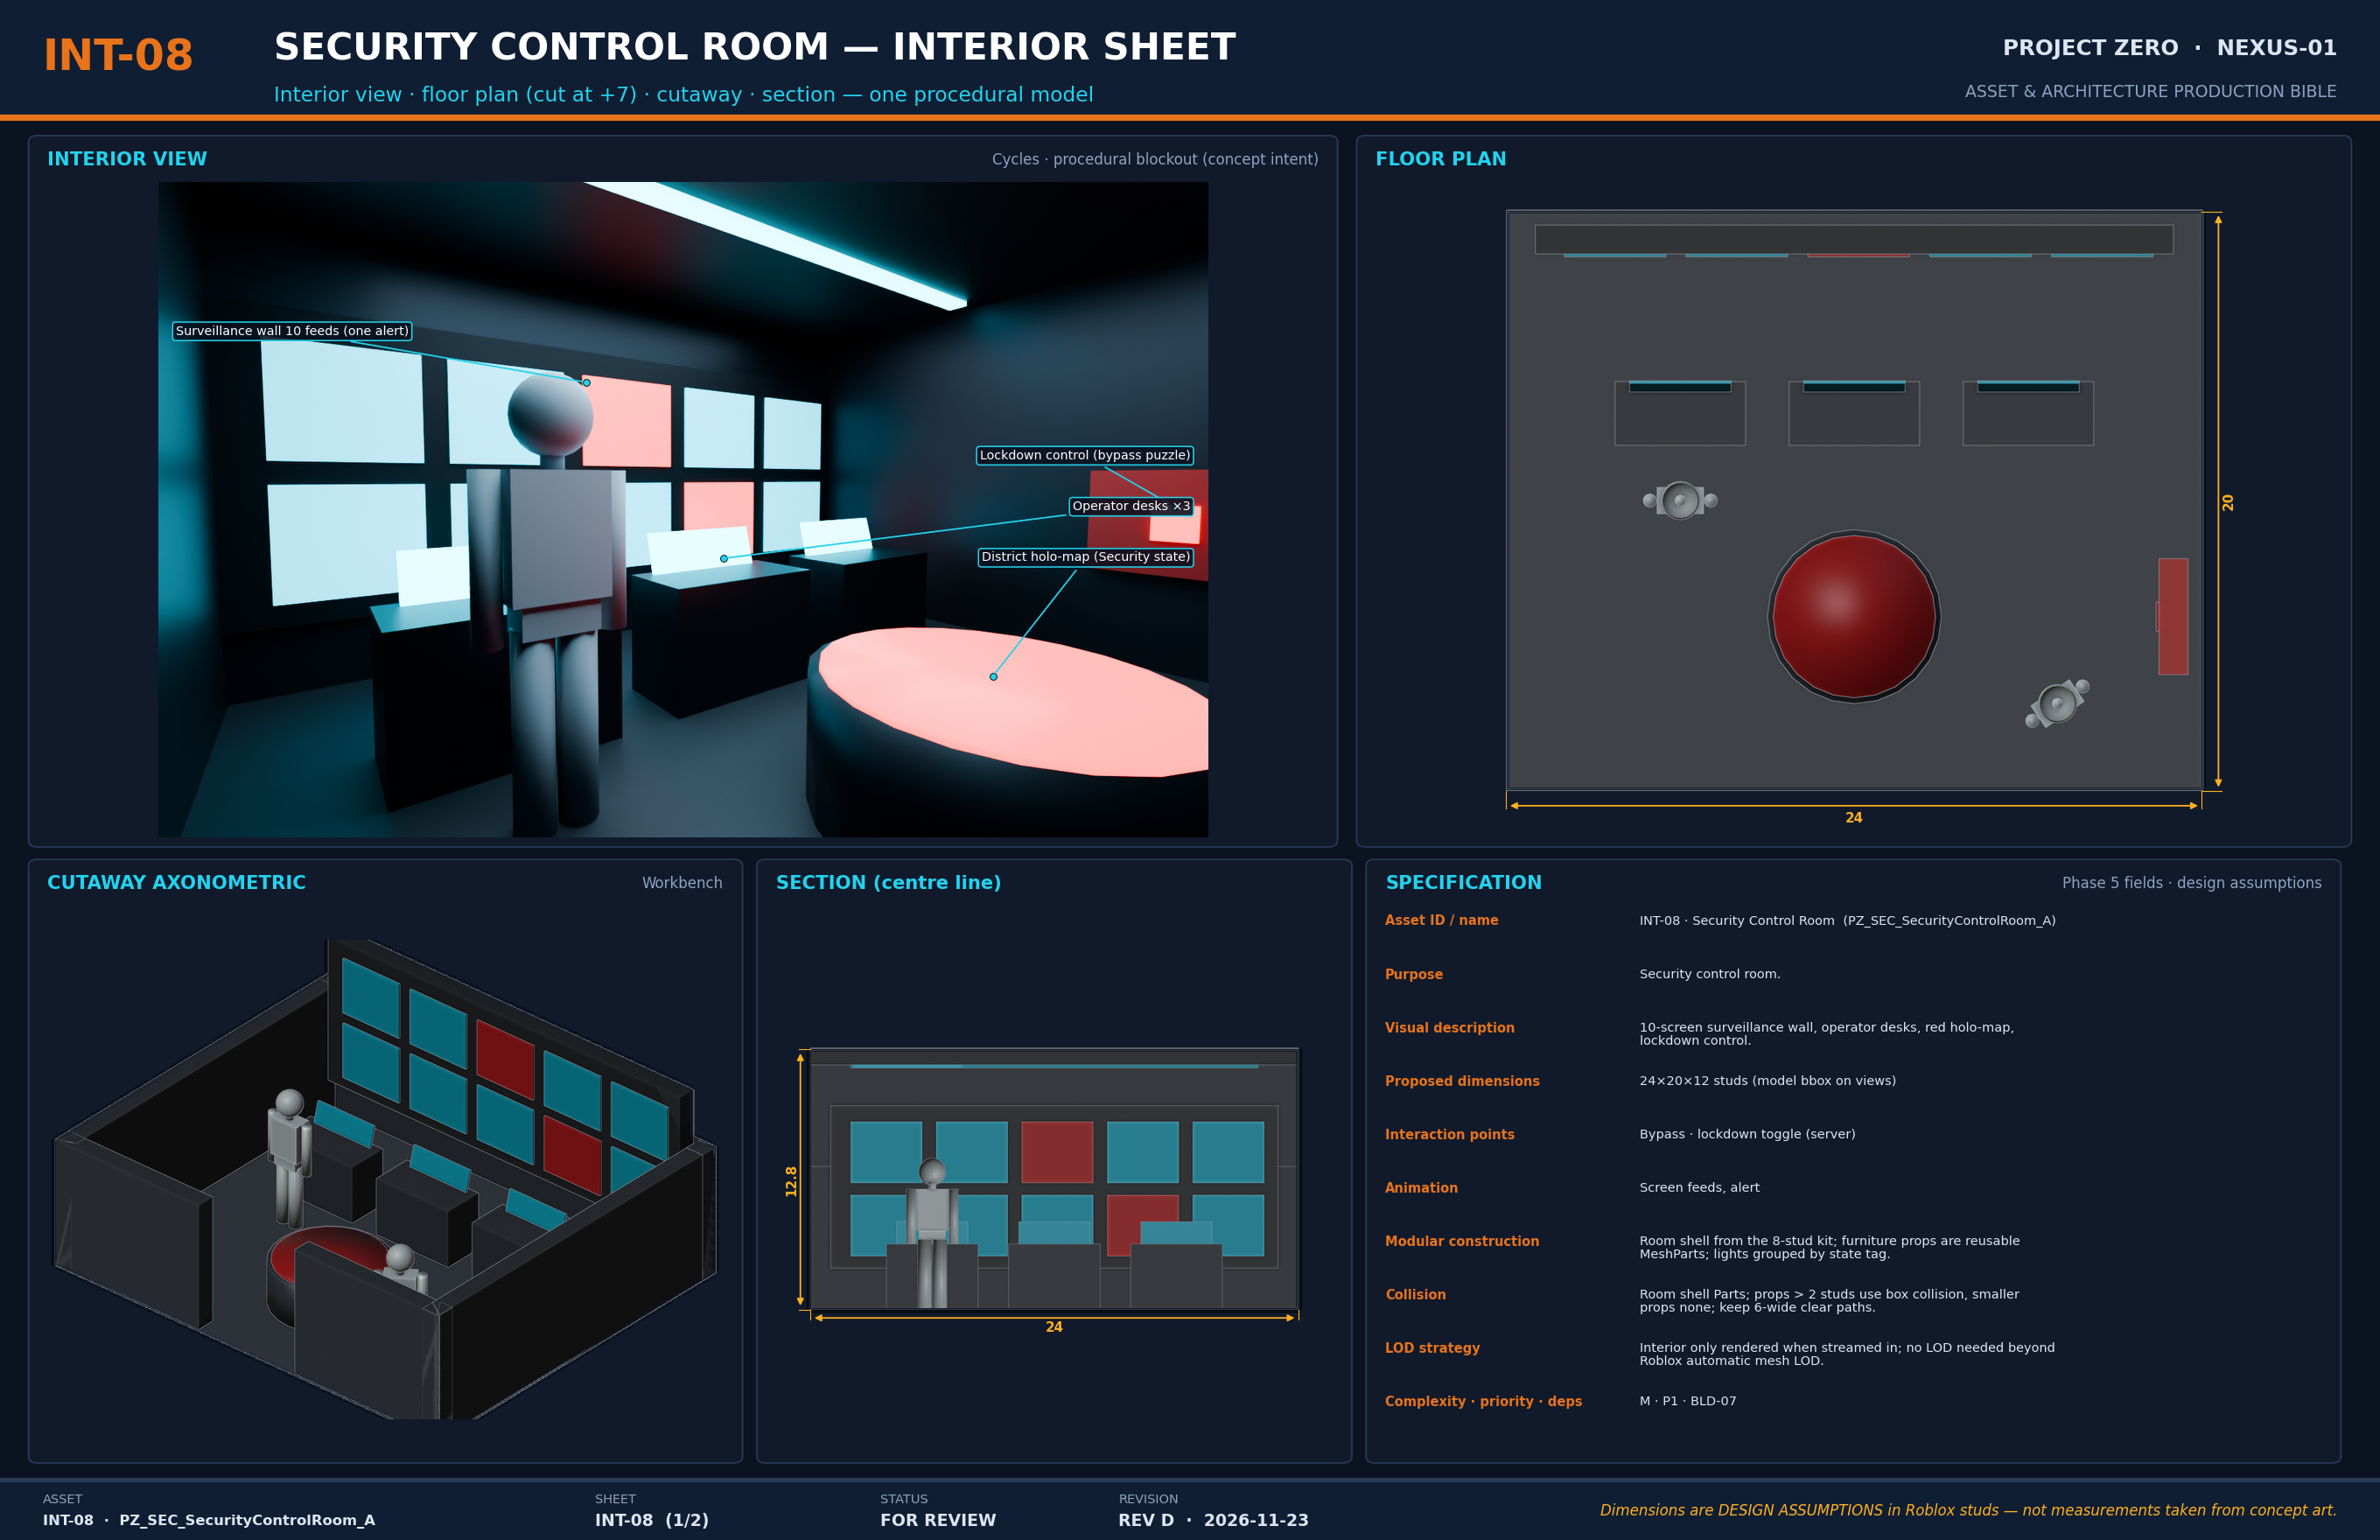 INT-08
SECURITY CONTROL ROOM — INTERIOR SHEET
Interior view · floor plan (cut at +7) · cutaway · section — one procedural model
PROJECT ZERO · NEXUS-01
ASSET & ARCHITECTURE PRODUCTION BIBLE
INTERIOR VIEW
Cycles · procedural blockout (concept intent)
Surveillance wall 10 feeds (one alert)
Lockdown control (bypass puzzle)
Operator desks ×3
District holo-map (Security state)
FLOOR PLAN
20
24
CUTAWAY AXONOMETRIC
Workbench
SECTION (centre line)
12.8
24
SPECIFICATION
Phase 5 fields · design assumptions
Asset ID / name
INT-08 · Security Control Room (PZ_SEC_SecurityControlRoom_A)
Purpose
Security control room.
Visual description
10-screen surveillance wall, operator desks, red holo-map,
lockdown control.
Proposed dimensions
24×20×12 studs (model bbox on views)
Interaction points
Bypass · lockdown toggle (server)
Animation
Screen feeds, alert
Modular construction
Room shell from the 8-stud kit; furniture props are reusable
MeshParts; lights grouped by state tag.
Collision
Room shell Parts; props > 2 studs use box collision, smaller
props none; keep 6-wide clear paths.
LOD strategy
Interior only rendered when streamed in; no LOD needed beyond
Roblox automatic mesh LOD.
Complexity · priority · deps
M · P1 · BLD-07
ASSET
INT-08 · PZ_SEC_SecurityControlRoom_A
SHEET
INT-08 (1/2)
STATUS
FOR REVIEW
REVISION
REV D · 2026-11-23
Dimensions are DESIGN ASSUMPTIONS in Roblox studs — not measurements taken from concept art.